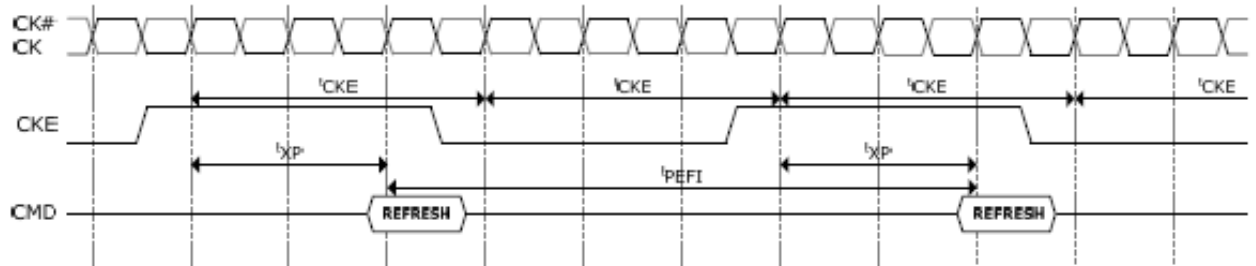 CK#
CK
tCKE tCKE tCKE tCKE
CKE
tXP tXP
tPEFI
CMD REFRESH REFRESH